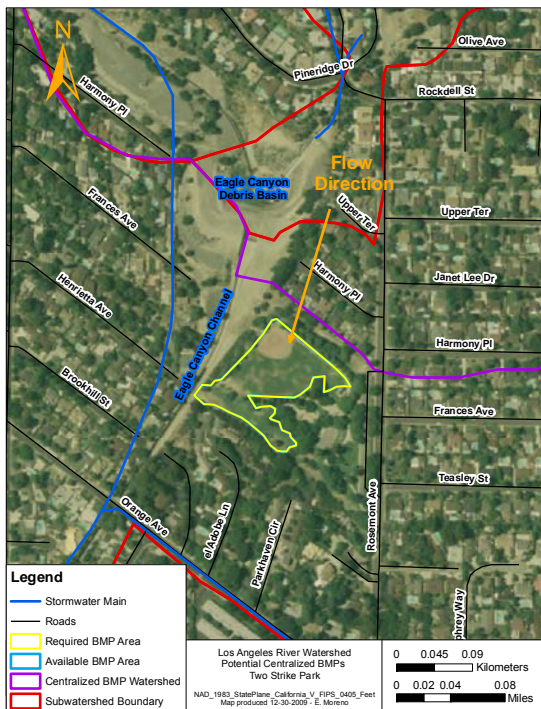 Olive Ave
Pineridge Dr
Rockdell St
N
Harmony Pl
Flow
Direction
Eagle Canyon
Debris Basin
Frances Ave
Upper Ter
Upper Ter
Harmony Pl
Janet Lee Dr
Henrietta Ave
Eagle Canyon Channel
Harmony Pl
Brookhill St
Frances Ave
Teasley St
Orange Ave
el Adobe Ln
Parkhaven Cir
Rosemont Ave
phrey Way
Legend
Stormwater Main
Roads
Required BMP Area
Available BMP Area
Centralized BMP Watershed
Subwatershed Boundary
Los Angeles River Watershed
Potential Centralized BMPs
Two Strike Park
NAD_1983_StatePlane_California_V_FIPS_0405_Feet
Map produced 12-30-2009 - E. Moreno
0 0.045 0.09
Kilometers
0 0.02 0.04 0.08
Miles